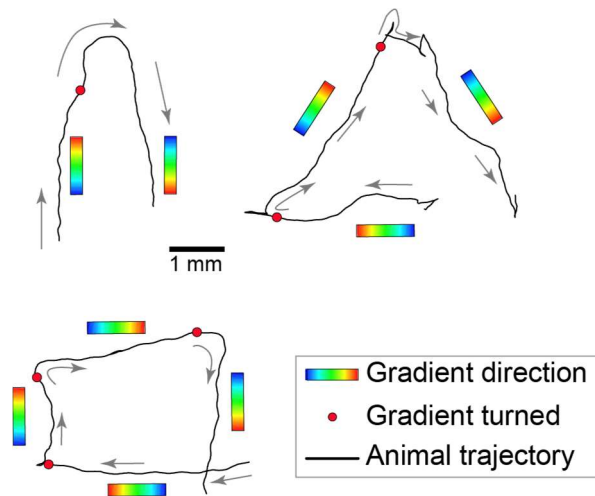 1 mm
Gradient direction
Gradient turned
Animal trajectory